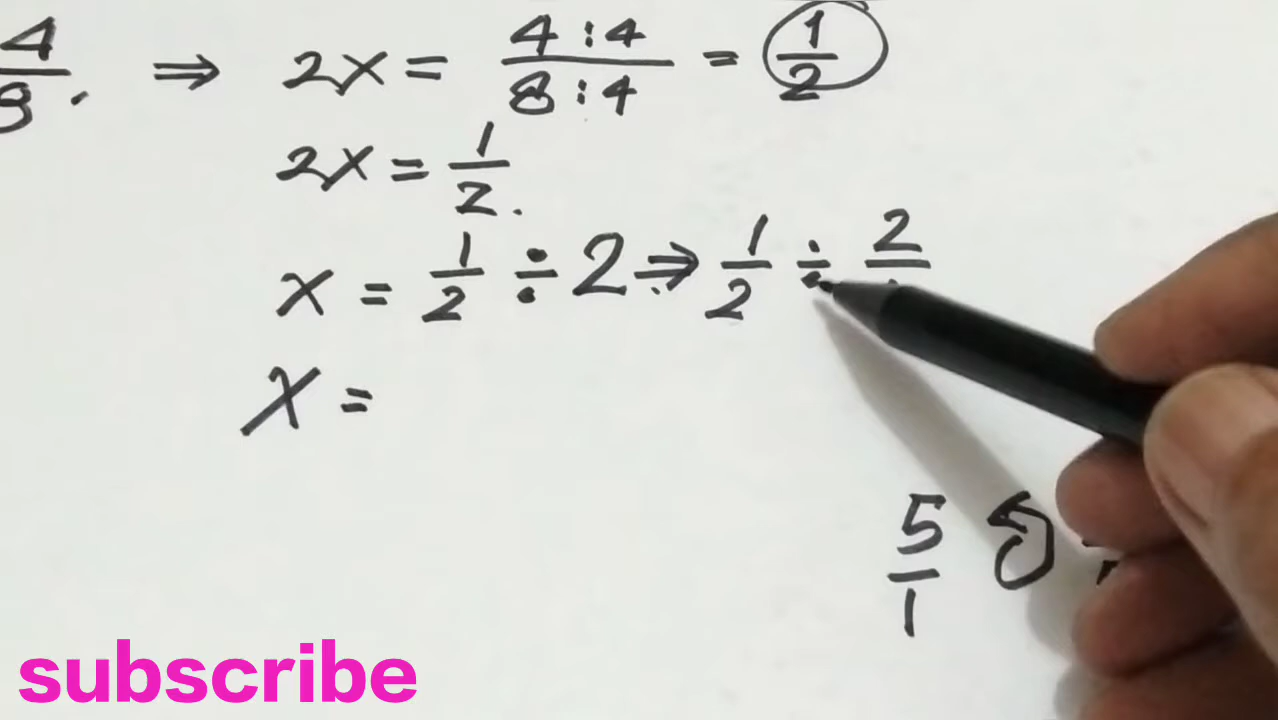 4/8. ⇒ 2x = 4:4/8:4 = 1/2
2x = 1/2.
x = 1/2 ÷ 2 ⇒ 1/2 ÷ 2/
x =
5/1
subscribe